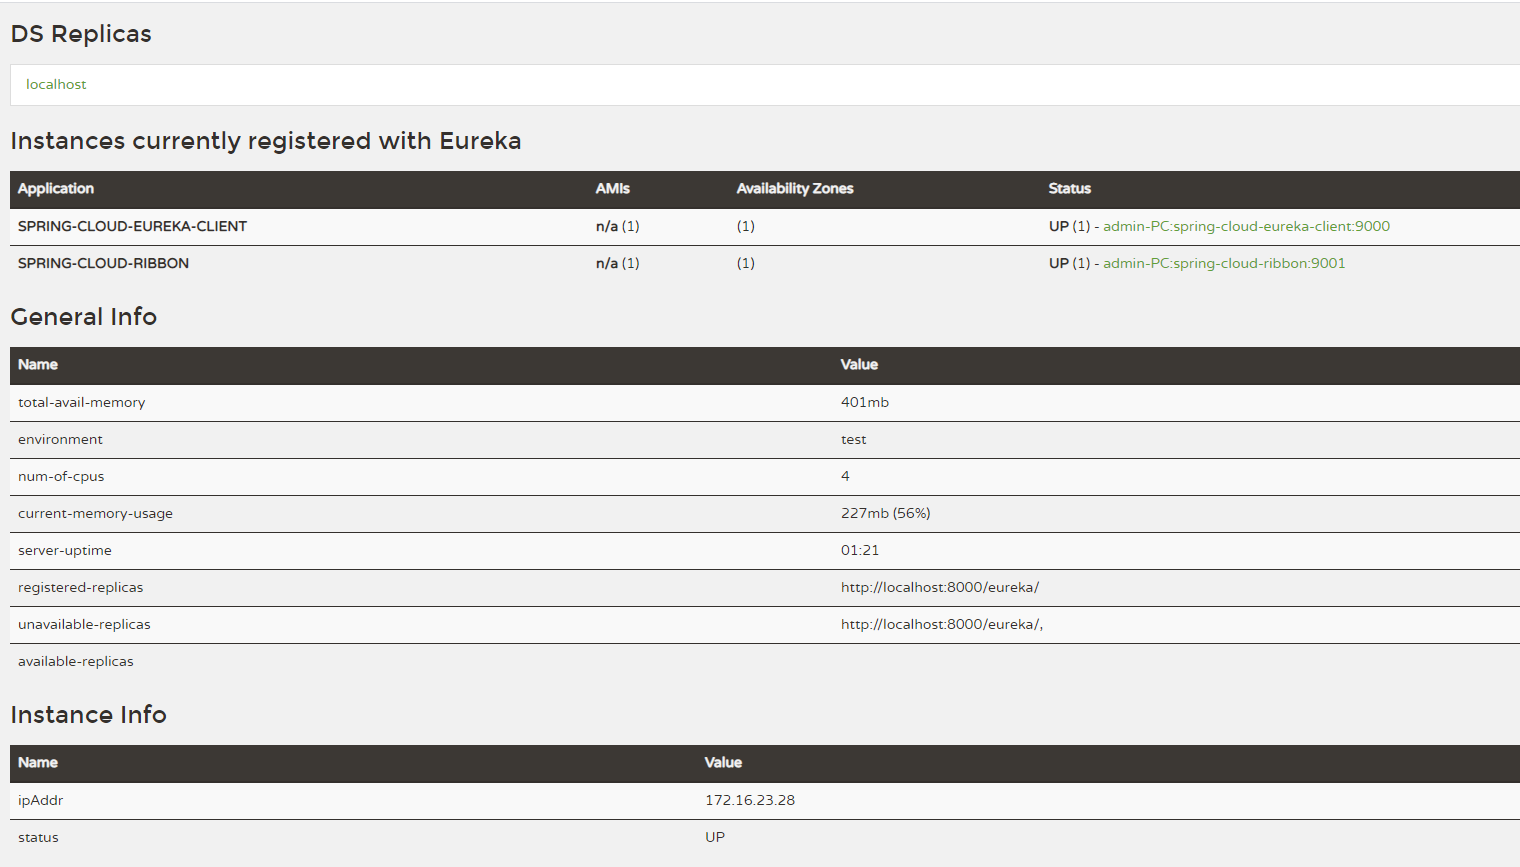 DS Replicas
localhost
Instances currently registered with Eureka
Application AMIs Availability Zones Status
SPRING-CLOUD-EUREKA-CLIENT n/a (1) (1) UP (1) - admin-PC:spring-cloud-eureka-client:9000
SPRING-CLOUD-RIBBON n/a (1) (1) UP (1) - admin-PC:spring-cloud-ribbon:9001
General Info
Name Value
total-avail-memory 401mb
environment test
num-of-cpus 4
current-memory-usage 227mb (56%)
server-uptime 01:21
registered-replicas http://localhost:8000/eureka/
unavailable-replicas http://localhost:8000/eureka/,
available-replicas
Instance Info
Name Value
ipAddr 172.16.23.28
status UP